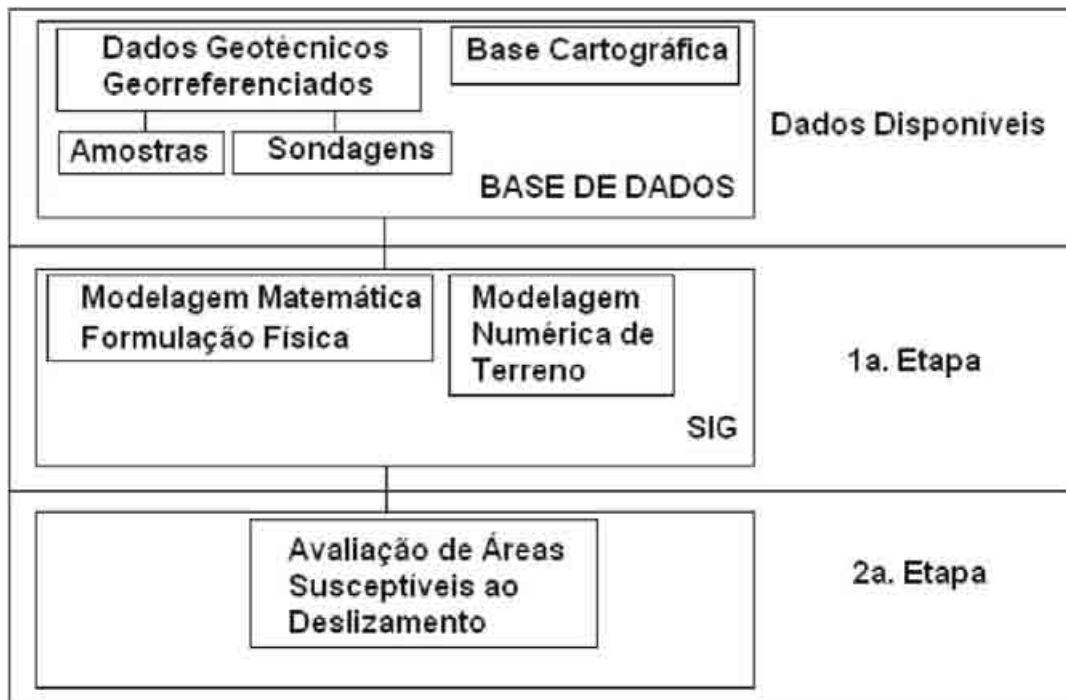 Dados Geotècnicos
Georreferenciados
Base Cartográfica
Amostras
Sondagens
BASE DE DADOS
Dados Disponíveis
Modelagem Matemática
Formulação Física
Modelagem
Numérica de
Terreno
SIG
1a. Etapa
Avaliação de Áreas
Susceptíveis ao
Deslizamento
2a. Etapa